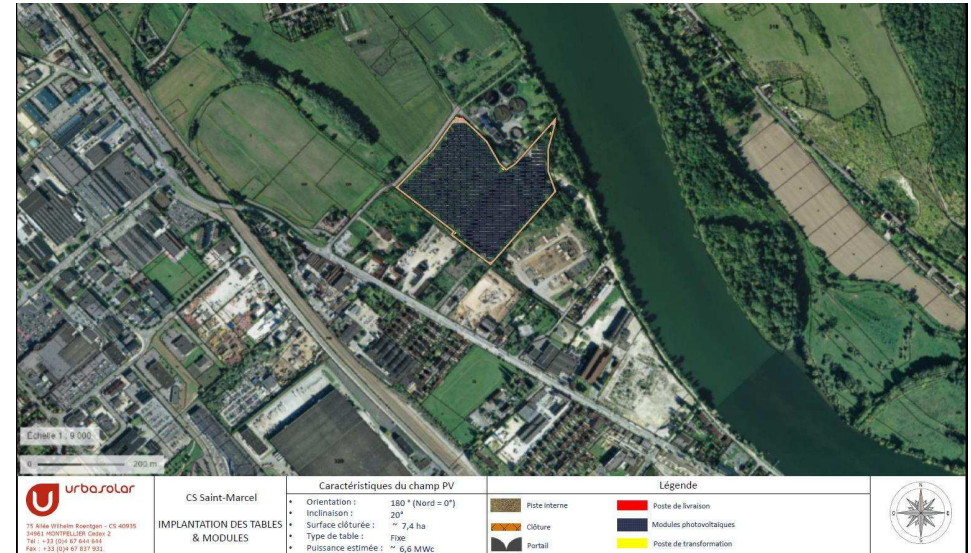 Échelle 1 : 9 000
0 200 m
urbasolar
75 Allée Wilhelm Roentgen - CS 40935
34961 MONTPELLIER Cedex 2
Tél : +33 (0)4 67 644 644
Fax : +33 (0)4 67 837 931
CS Saint-Marcel
IMPLANTATION DES TABLES
& MODULES
Caractéristiques du champ PV
• Orientation : 180 ° (Nord = 0°)
• Inclinaison : 20°
• Surface clôturée : ~ 7,4 ha
• Type de table : Fixe
• Puissance estimée : ~ 6,6 MWc
Légende
Piste interne
Clôture
Portail
Poste de livraison
Modules photovoltaïques
Poste de transformation